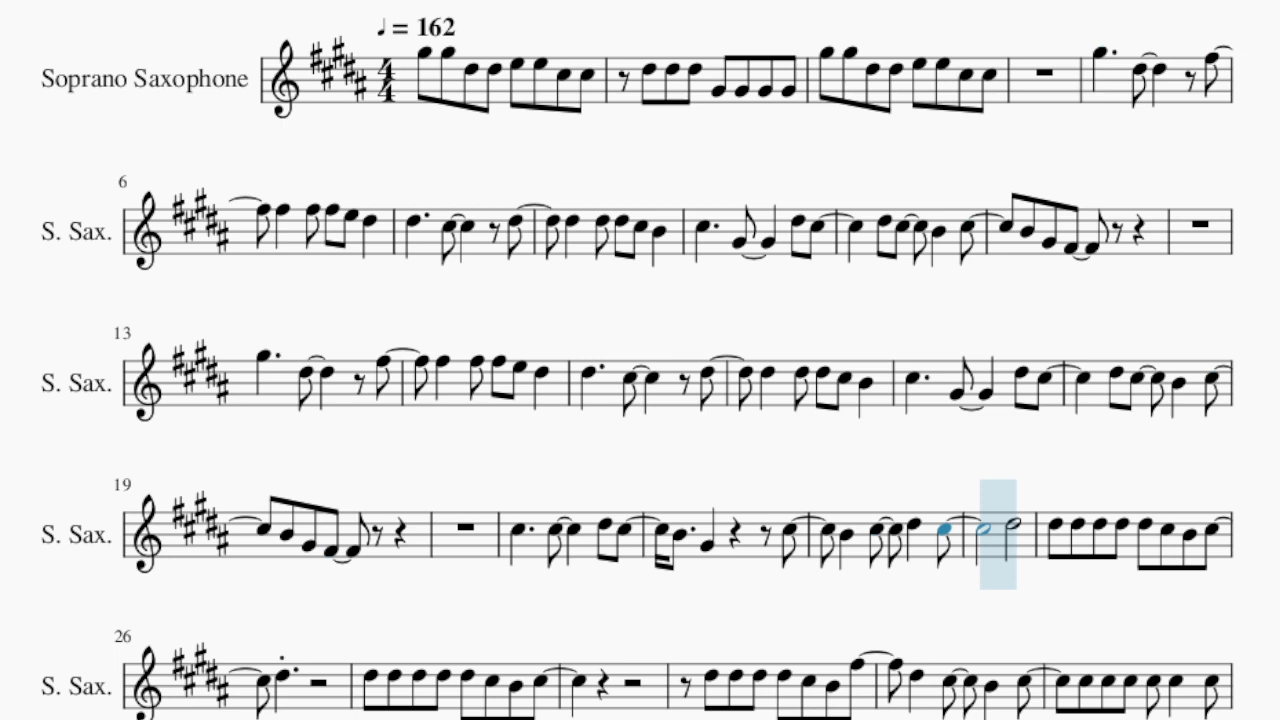 ♩ = 162
Soprano Saxophone
4
4
6
S. Sax.
13
S. Sax.
19
S. Sax.
26
S. Sax.